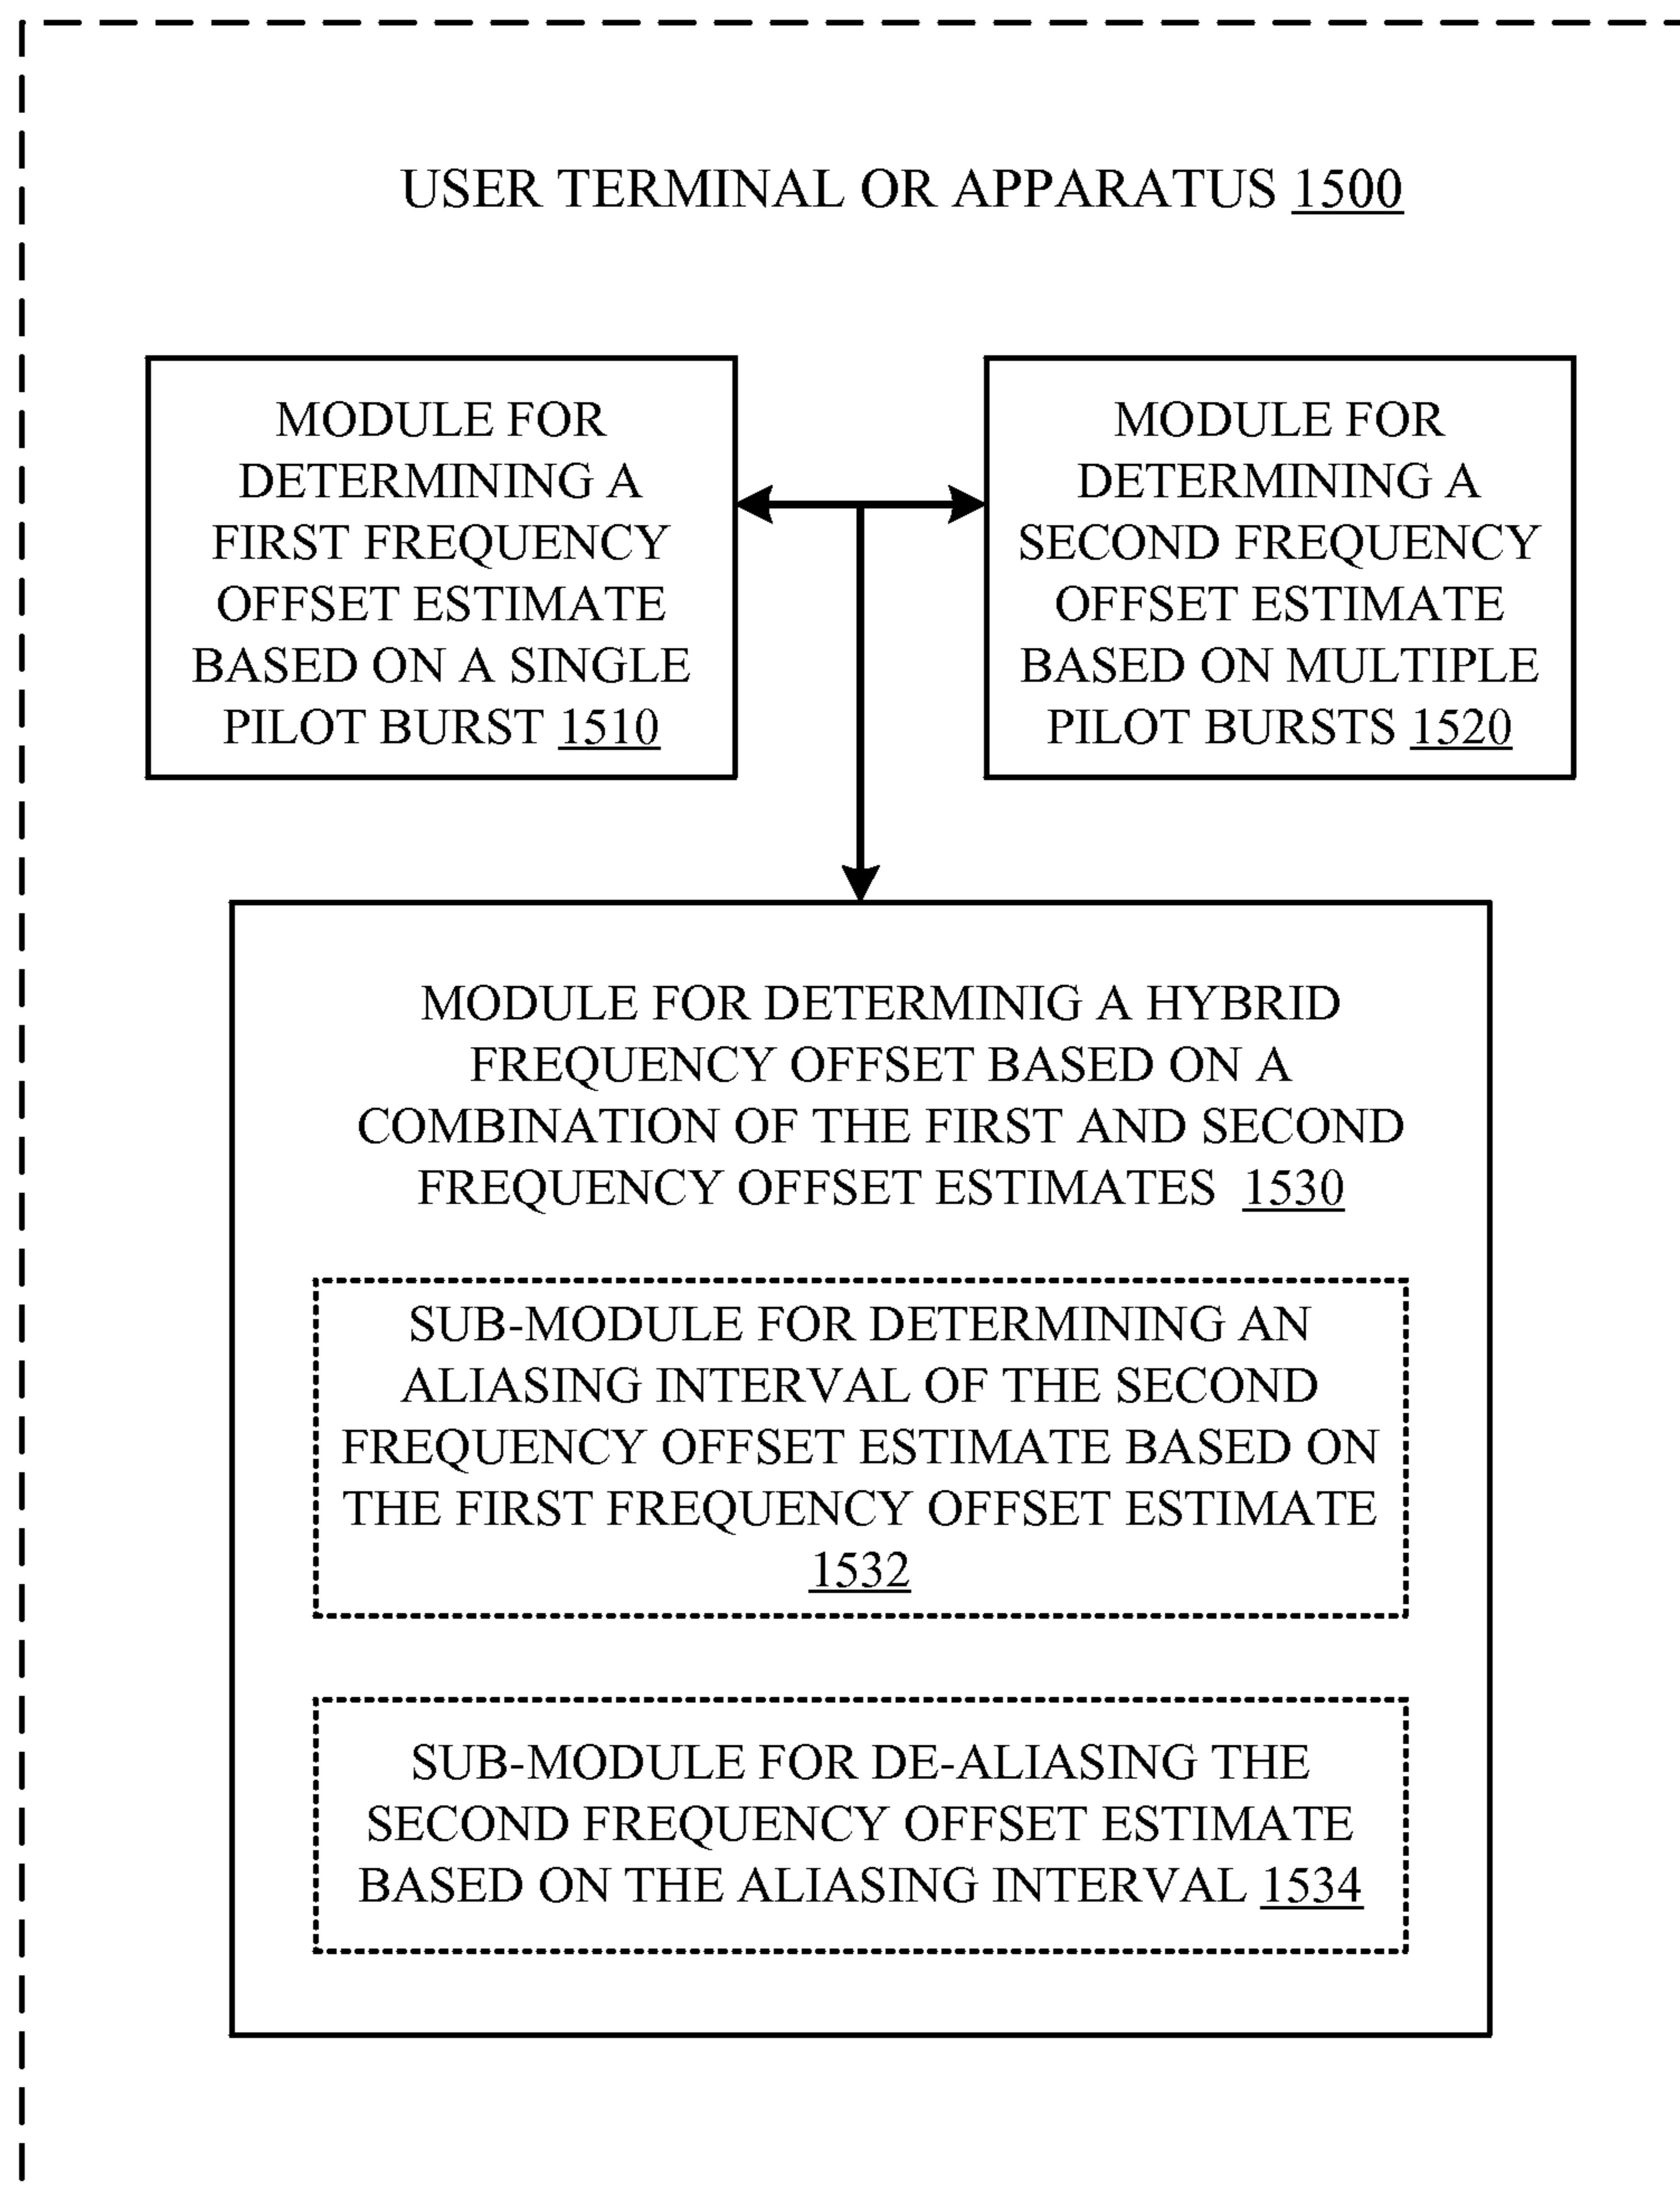 USER TERMINAL OR APPARATUS 1500
MODULE FOR
DETERMINING A
FIRST FREQUENCY
OFFSET ESTIMATE
BASED ON A SINGLE
PILOT BURST 1510
MODULE FOR
DETERMINING A
SECOND FREQUENCY
OFFSET ESTIMATE
BASED ON MULTIPLE
PILOT BURSTS 1520
MODULE FOR DETERMINIG A HYBRID
FREQUENCY OFFSET BASED ON A
COMBINATION OF THE FIRST AND SECOND
FREQUENCY OFFSET ESTIMATES 1530
SUB-MODULE FOR DETERMINING AN
ALIASING INTERVAL OF THE SECOND
FREQUENCY OFFSET ESTIMATE BASED ON
THE FIRST FREQUENCY OFFSET ESTIMATE
1532
SUB-MODULE FOR DE-ALIASING THE
SECOND FREQUENCY OFFSET ESTIMATE
BASED ON THE ALIASING INTERVAL 1534